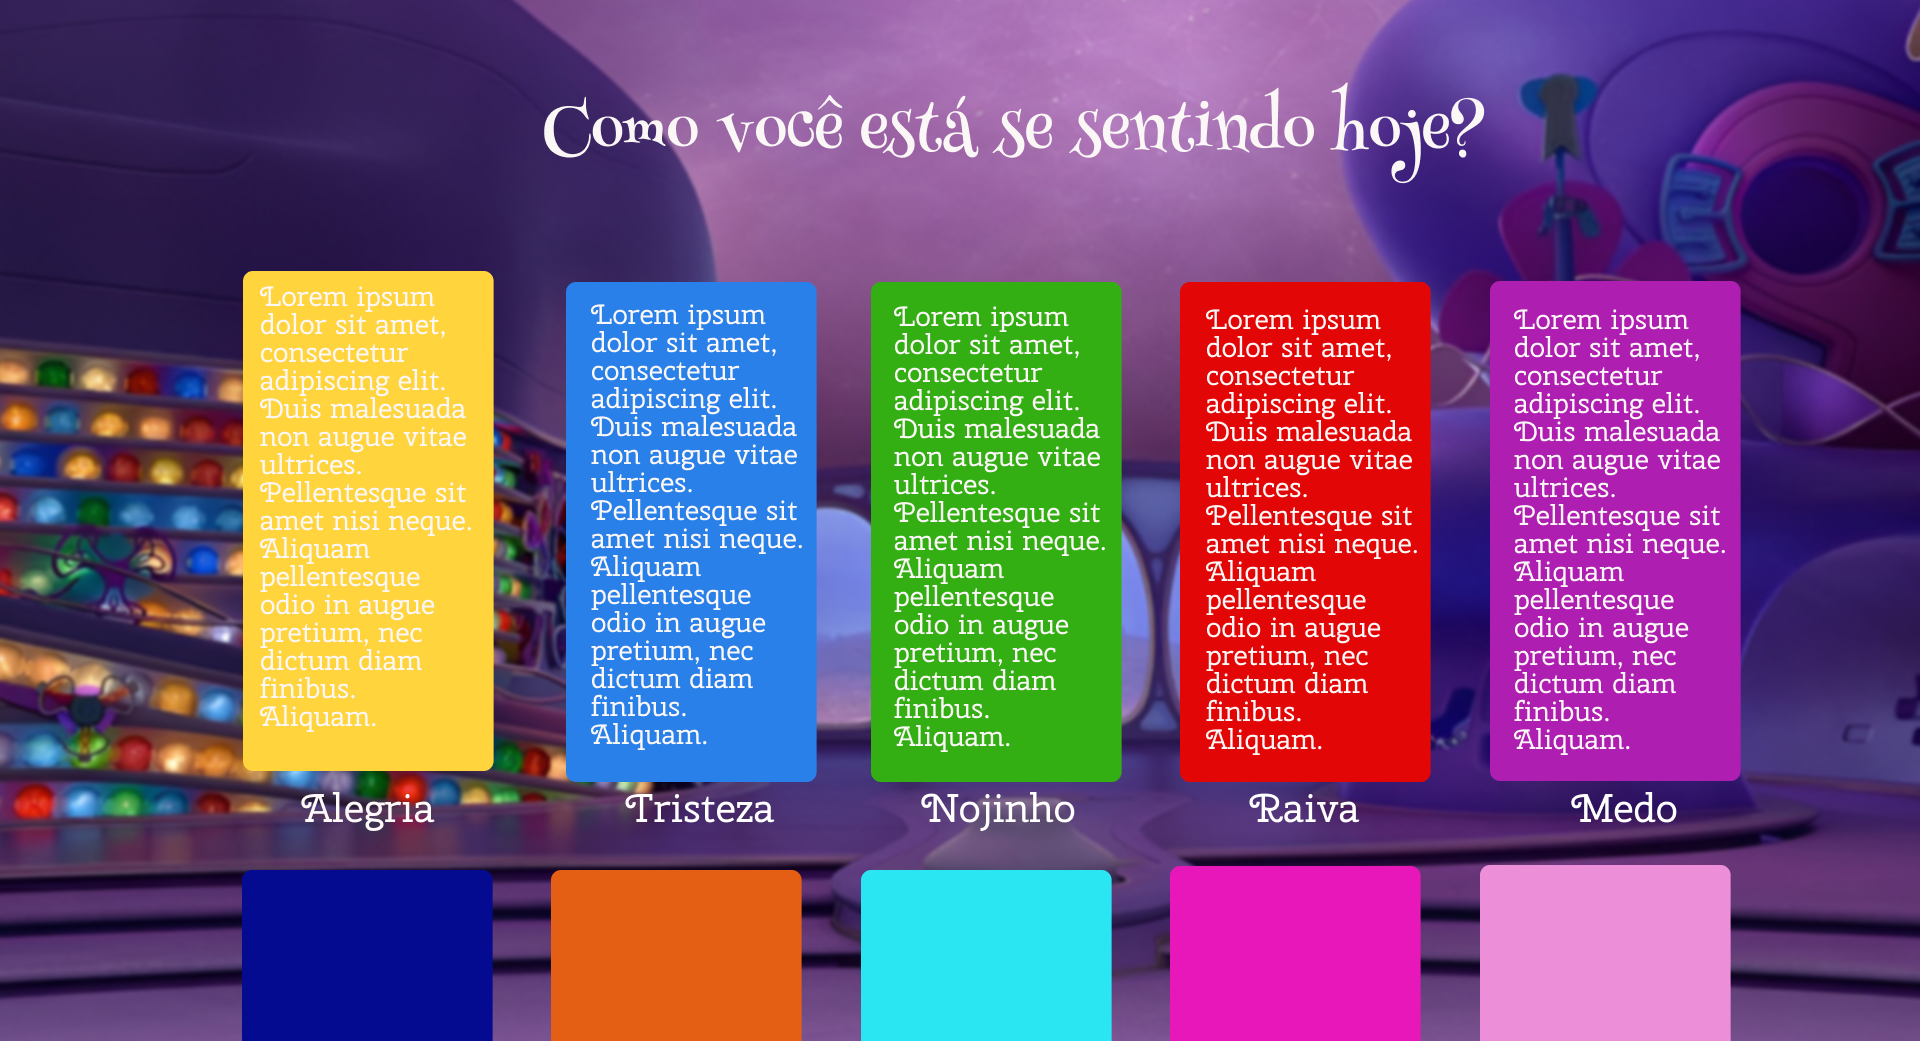 Como você está se sentindo hoje?
Lorem ipsum
dolor sit amet,
consectetur
adipiscing elit.
Duis malesuada
non augue vitae
ultrices.
Pellentesque sit
amet nisi neque.
Aliquam
pellentesque
odio in augue
pretium, nec
dictum diam
finibus.
Aliquam.
Lorem ipsum
dolor sit amet,
consectetur
adipiscing elit.
Duis malesuada
non augue vitae
ultrices.
Pellentesque sit
amet nisi neque.
Aliquam
pellentesque
odio in augue
pretium, nec
dictum diam
finibus.
Aliquam.
Lorem ipsum
dolor sit amet,
consectetur
adipiscing elit.
Duis malesuada
non augue vitae
ultrices.
Pellentesque sit
amet nisi neque.
Aliquam
pellentesque
odio in augue
pretium, nec
dictum diam
finibus.
Aliquam.
Lorem ipsum
dolor sit amet,
consectetur
adipiscing elit.
Duis malesuada
non augue vitae
ultrices.
Pellentesque sit
amet nisi neque.
Aliquam
pellentesque
odio in augue
pretium, nec
dictum diam
finibus.
Aliquam.
Lorem ipsum
dolor sit amet,
consectetur
adipiscing elit.
Duis malesuada
non augue vitae
ultrices.
Pellentesque sit
amet nisi neque.
Aliquam
pellentesque
odio in augue
pretium, nec
dictum diam
finibus.
Aliquam.
Alegria
Tristeza
Nojinho
Raiva
Medo